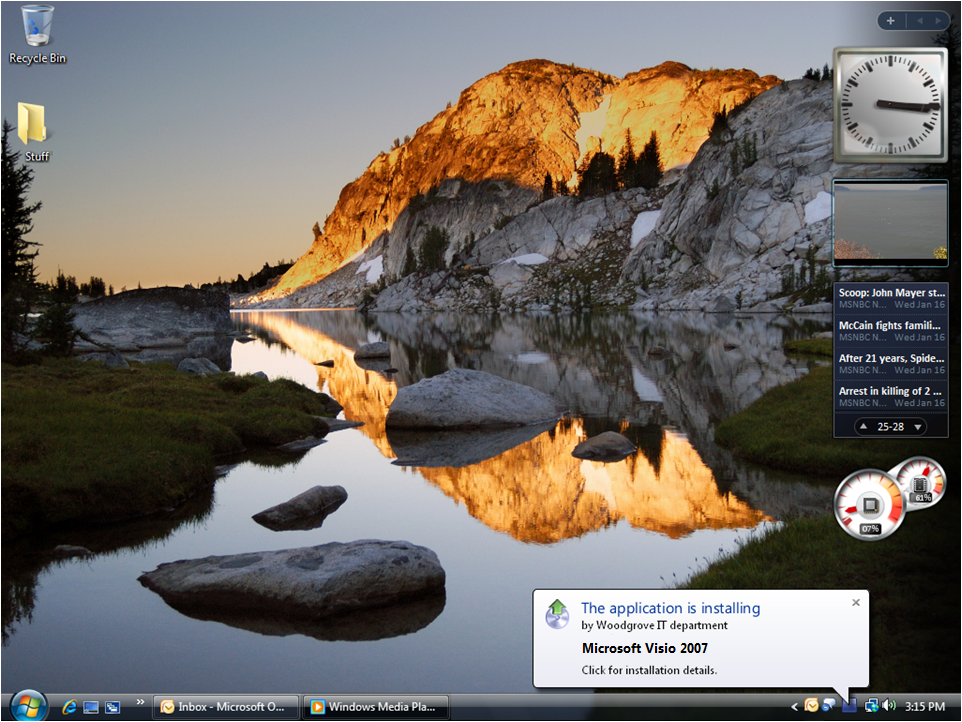 Recycle Bin
Stuff
Scoop: John Mayer st...
MSNBC N... Wed Jan 16
McCain fights famili...
MSNBC N... Wed Jan 16
After 21 years, Spide...
MSNBC N... Wed Jan 16
Arrest in killing of 2 ...
MSNBC N... Wed Jan 16
25-28
61%
07%
The application is installing
by Woodgrove IT department
Microsoft Visio 2007
Click for installation details.
Inbox - Microsoft O...
Windows Media Pla...
3:15 PM